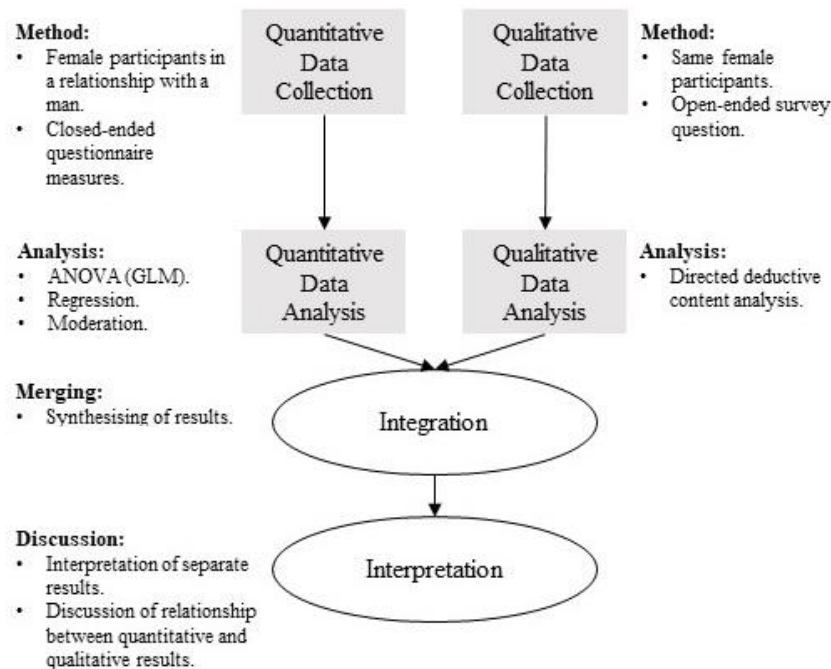 Method:
• Female participants in
a relationship with a
man.
• Closed-ended
questionnaire
measures.
Quantitative
Data
Collection
Qualitative
Data
Collection
Method:
• Same female
participants.
• Open-ended survey
question.
Analysis:
• ANOVA (GLM).
• Regression.
• Moderation.
Quantitative
Data
Analysis
Qualitative
Data
Analysis
Analysis:
• Directed deductive
content analysis.
Merging:
• Synthesising of results.
Integration
Discussion:
• Interpretation of separate
results.
• Discussion of relationship
between quantitative and
qualitative results.
Interpretation